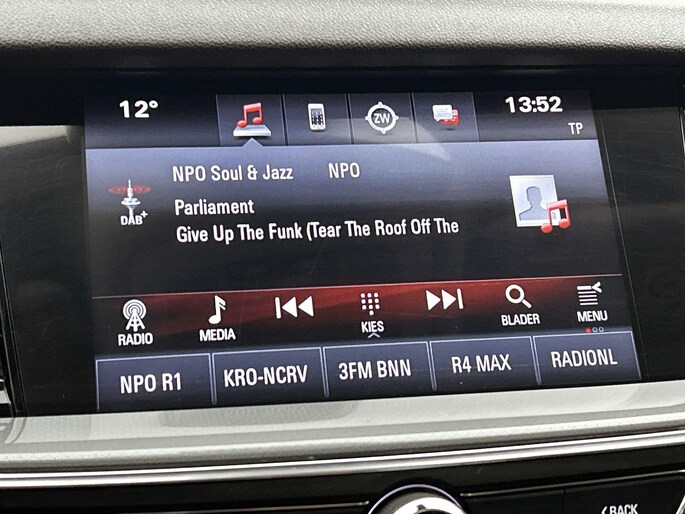 12°
ZW
13:52
TP
NPO Soul & Jazz NPO
DAB+
Parliament
Give Up The Funk (Tear The Roof Off The
RADIO
MEDIA
KIES
BLADER
MENU
NPO R1
KRO-NCRV
3FM BNN
R4 MAX
RADIONL
BACK